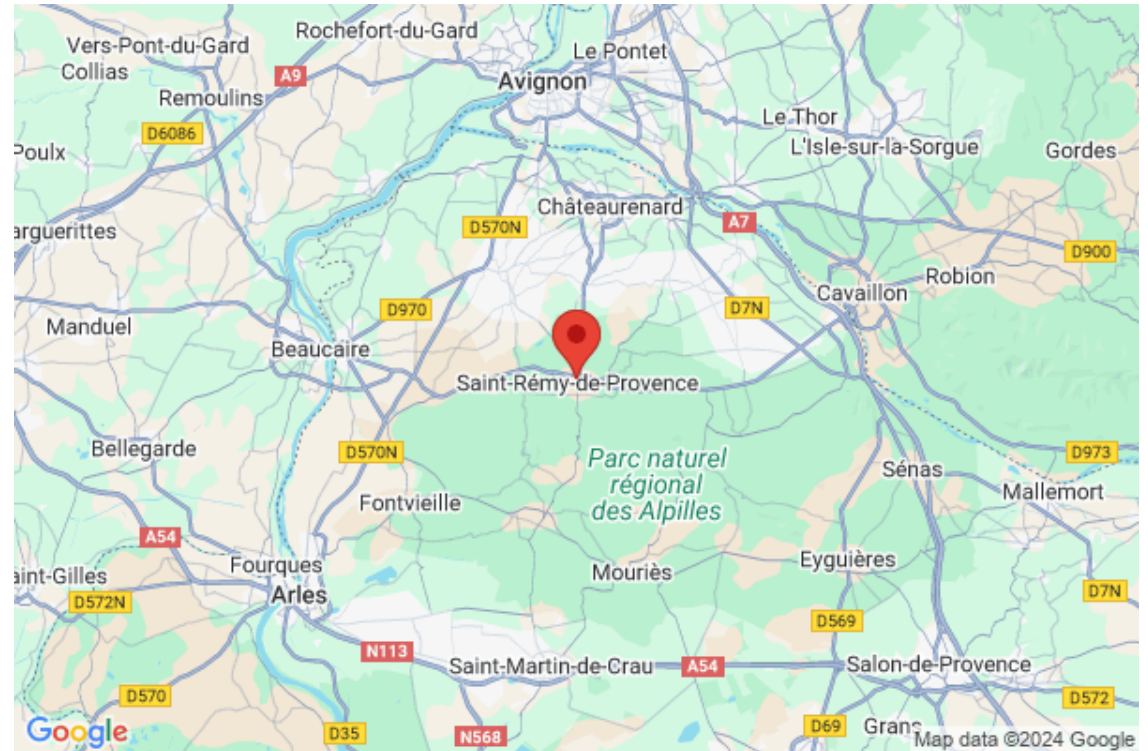 Rochefort-du-Gard
Vers-Pont-du-Gard
Collias
Le Pontet
A9
Avignon
Remoulins
Le Thor
D6086
L'Isle-sur-la-Sorgue
Poulx
Gordes
Châteaurenard
A7
D570N
arguerittes
D900
Robion
Cavaillon
D970
D7N
Manduel
Beaucaire
Saint-Rémy-de-Provence
Bellegarde
D570N
D973
Parc naturel
régional
des Alpilles
Sénas
Mallemort
Fontvieille
A54
Eyguières
Fourques
Mouriès
aint-Gilles
D572N
Arles
D7N
D569
N113
Saint-Martin-de-Crau
A54
Salon-de-Provence
D570
D572
D35
N568
D69
Grans
Google
Map data ©2024 Google